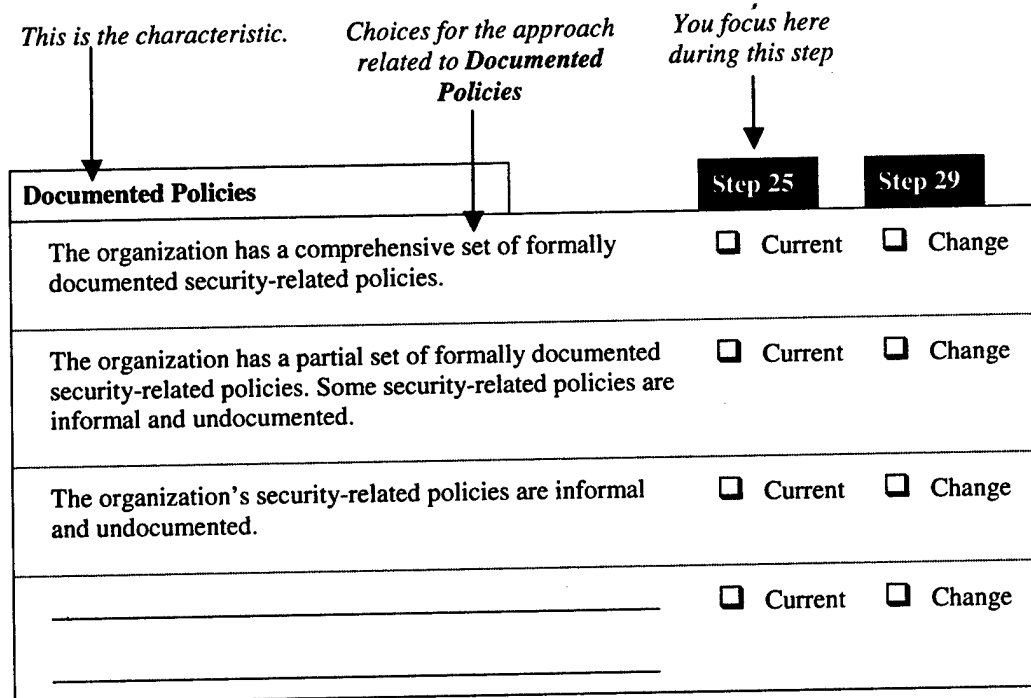 This is the characteristic.
Choices for the approach
related to Documented
Policies
You focus here
during this step
Documented Policies
Step 25
Step 29
The organization has a comprehensive set of formally
documented security-related policies.
❑ Current
❑ Change
The organization has a partial set of formally documented
security-related policies. Some security-related policies are
informal and undocumented.
❑ Current
❑ Change
The organization's security-related policies are informal
and undocumented.
❑ Current
❑ Change
❑ Current
❑ Change